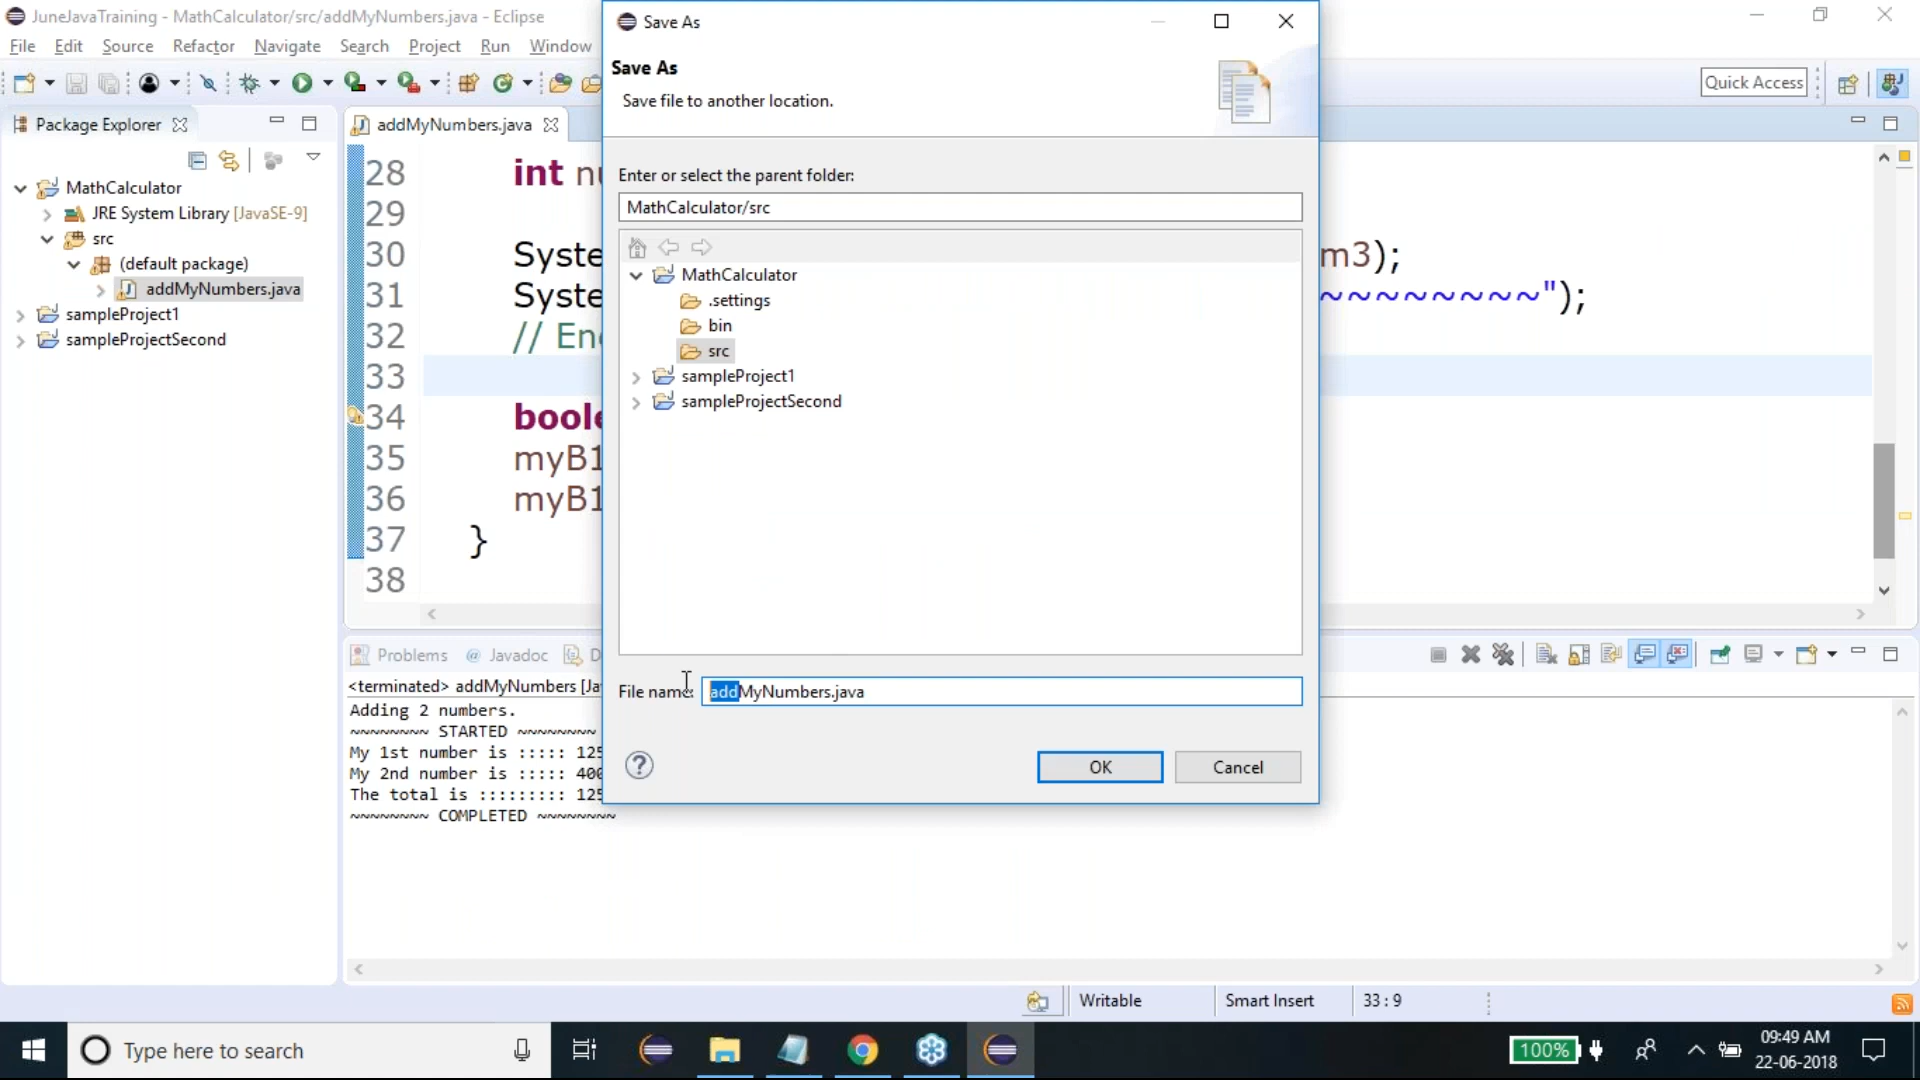 JuneJavaTraining - MathCalculator/src/addMyNumbers.java - Eclipse
File Edit Source Refactor Navigate Search Project Run Window
Quick Access
Package Explorer
MathCalculator
JRE System Library [JavaSE-9]
src
(default package)
addMyNumbers.java
sampleProject1
sampleProjectSecond
addMyNumbers.java
28 int nu
29
30 Syste m3);
31 Syste ~~~~~~~~");
32 // End
33
34 boole
35 myB1
36 myB1
37 }
38
Save As
Save As
Save file to another location.
Enter or select the parent folder:
MathCalculator/src
MathCalculator
.settings
bin
src
sampleProject1
sampleProjectSecond
File name: addMyNumbers.java
OK Cancel
Problems @ Javadoc D
<terminated> addMyNumbers [Ja
Adding 2 numbers.
~~~~~~~~ STARTED ~~~~~~~~
My 1st number is ::::: 125
My 2nd number is ::::: 400
The total is ::::::::: 125
~~~~~~~~ COMPLETED ~~~~~~~~
Writable Smart Insert 33 : 9
Type here to search
100%
09:49 AM
22-06-2018